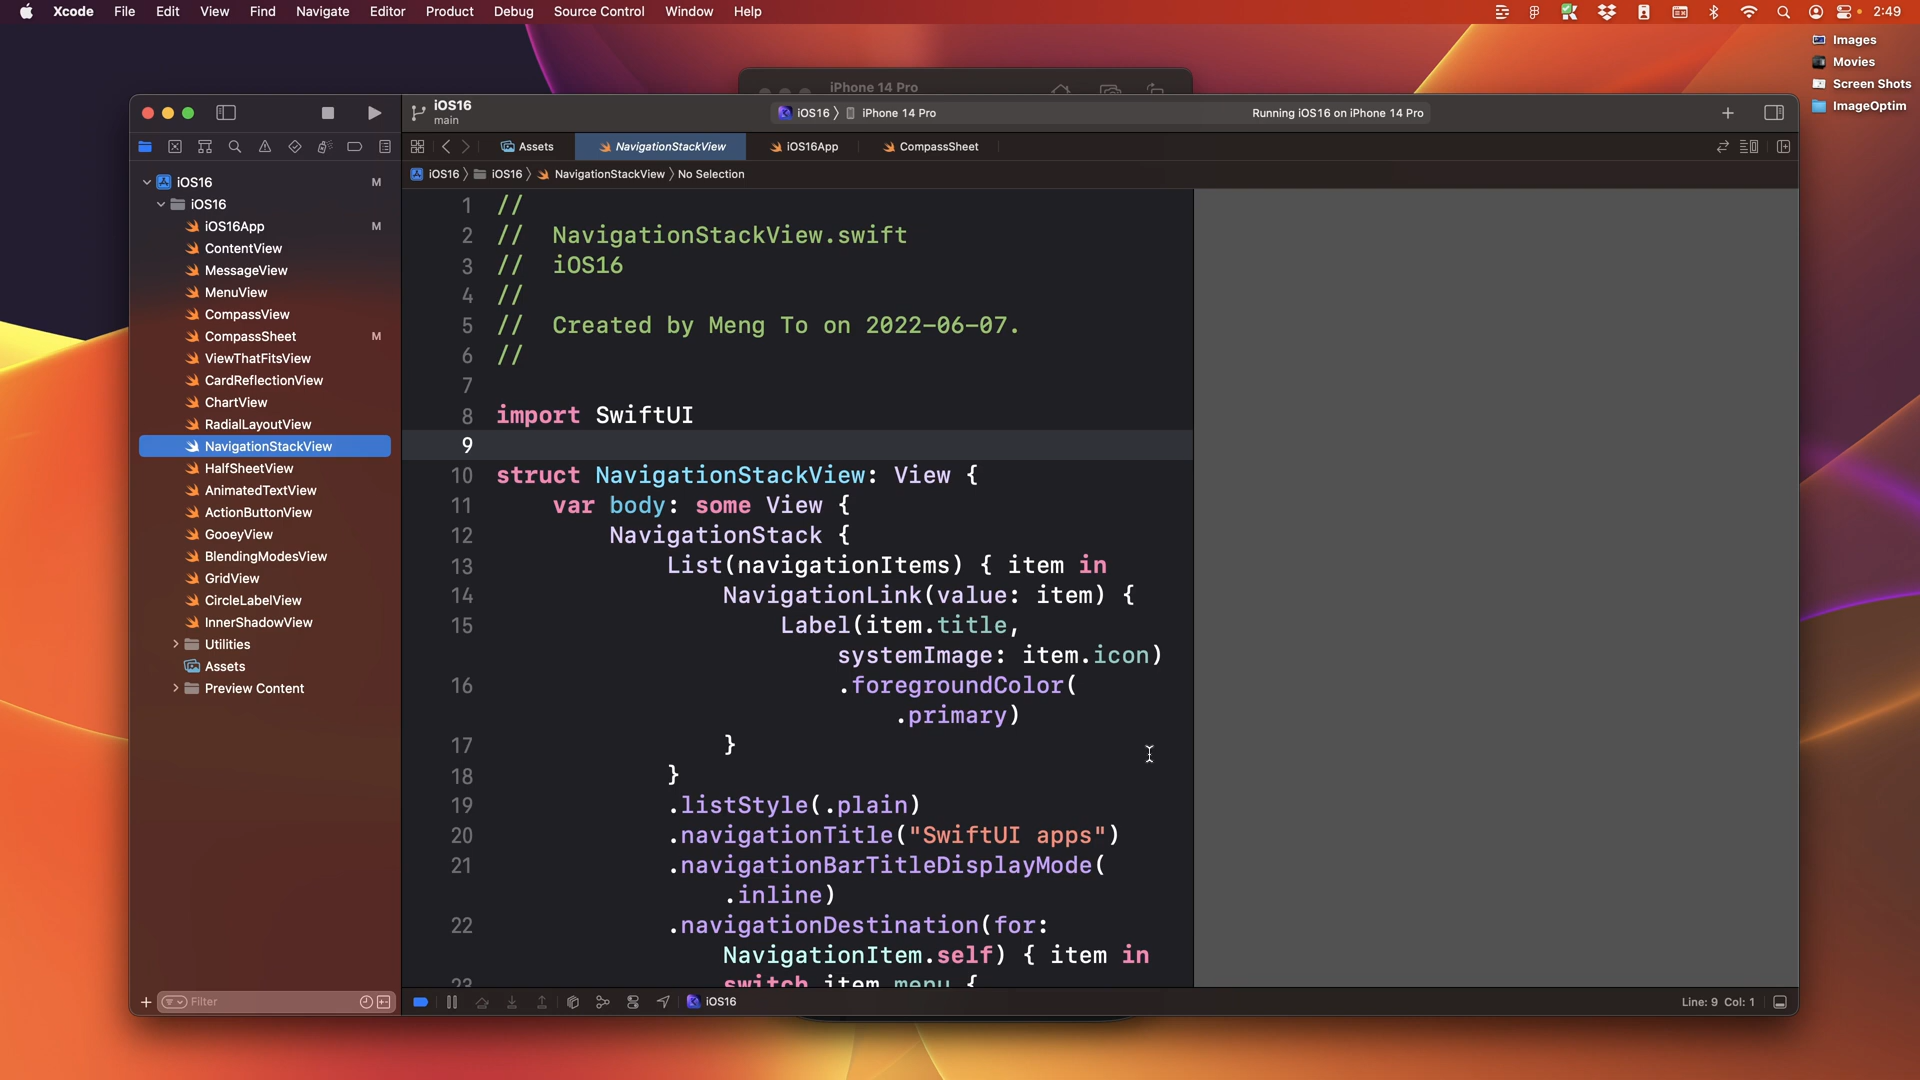 Xcode File Edit View Find Navigate Editor Product Debug Source Control Window Help 2:49
Images
Movies
Screen Shots
ImageOptim
iPhone 14 Pro
iOS16
main
iOS16 iPhone 14 Pro
Running iOS16 on iPhone 14 Pro
Assets NavigationStackView iOS16App CompassSheet
iOS16 iOS16 NavigationStackView No Selection
iOS16 M
iOS16
iOS16App M
ContentView
MessageView
MenuView
CompassView
CompassSheet M
ViewThatFitsView
CardReflectionView
ChartView
RadialLayoutView
NavigationStackView
HalfSheetView
AnimatedTextView
ActionButtonView
GooeyView
BlendingModesView
GridView
CircleLabelView
InnerShadowView
Utilities
Assets
Preview Content
Filter
1 //
2 // NavigationStackView.swift
3 // iOS16
4 //
5 // Created by Meng To on 2022-06-07.
6 //
7
8 import SwiftUI
9
10 struct NavigationStackView: View {
11 var body: some View {
12 NavigationStack {
13 List(navigationItems) { item in
14 NavigationLink(value: item) {
15 Label(item.title,
systemImage: item.icon)
16 .foregroundColor(
.primary)
17 }
18 }
19 .listStyle(.plain)
20 .navigationTitle("SwiftUI apps")
21 .navigationBarTitleDisplayMode(
.inline)
22 .navigationDestination(for:
NavigationItem.self) { item in
23 switch item.menu {
iOS16
Line: 9 Col: 1